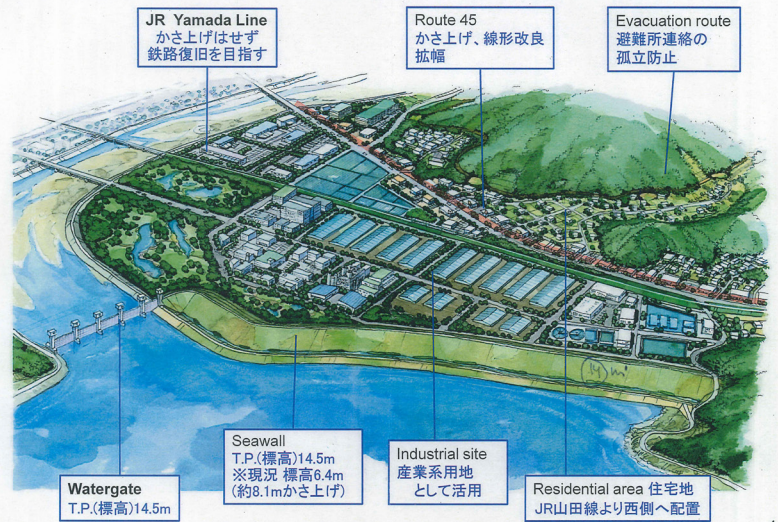 JR Yamada Line
かさ上げはせず
鉄路復旧を目指す
Route 45
かさ上げ、線形改良
拡幅
Evacuation route
避難所連絡の
孤立防止
Watergate
T.P.(標高)14.5m
Seawall
T.P.(標高)14.5m
※現況 標高6.4m
(約8.1mかさ上げ)
Industrial site
産業系用地
として活用
Residential area 住宅地
JR山田線より西側へ配置